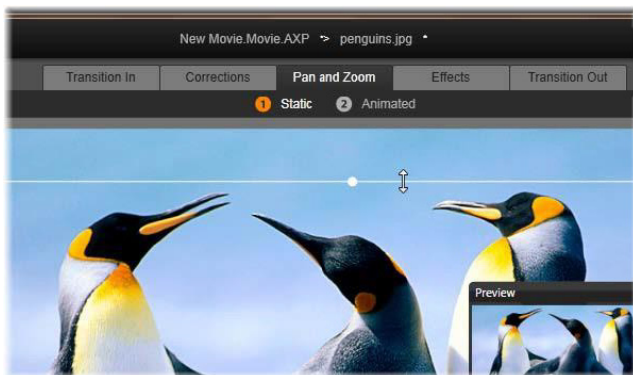 New Movie.Movie.AXP *> penguins.jpg *
Transition In Corrections Pan and Zoom Effects Transition Out
1 Static 2 Animated
Preview